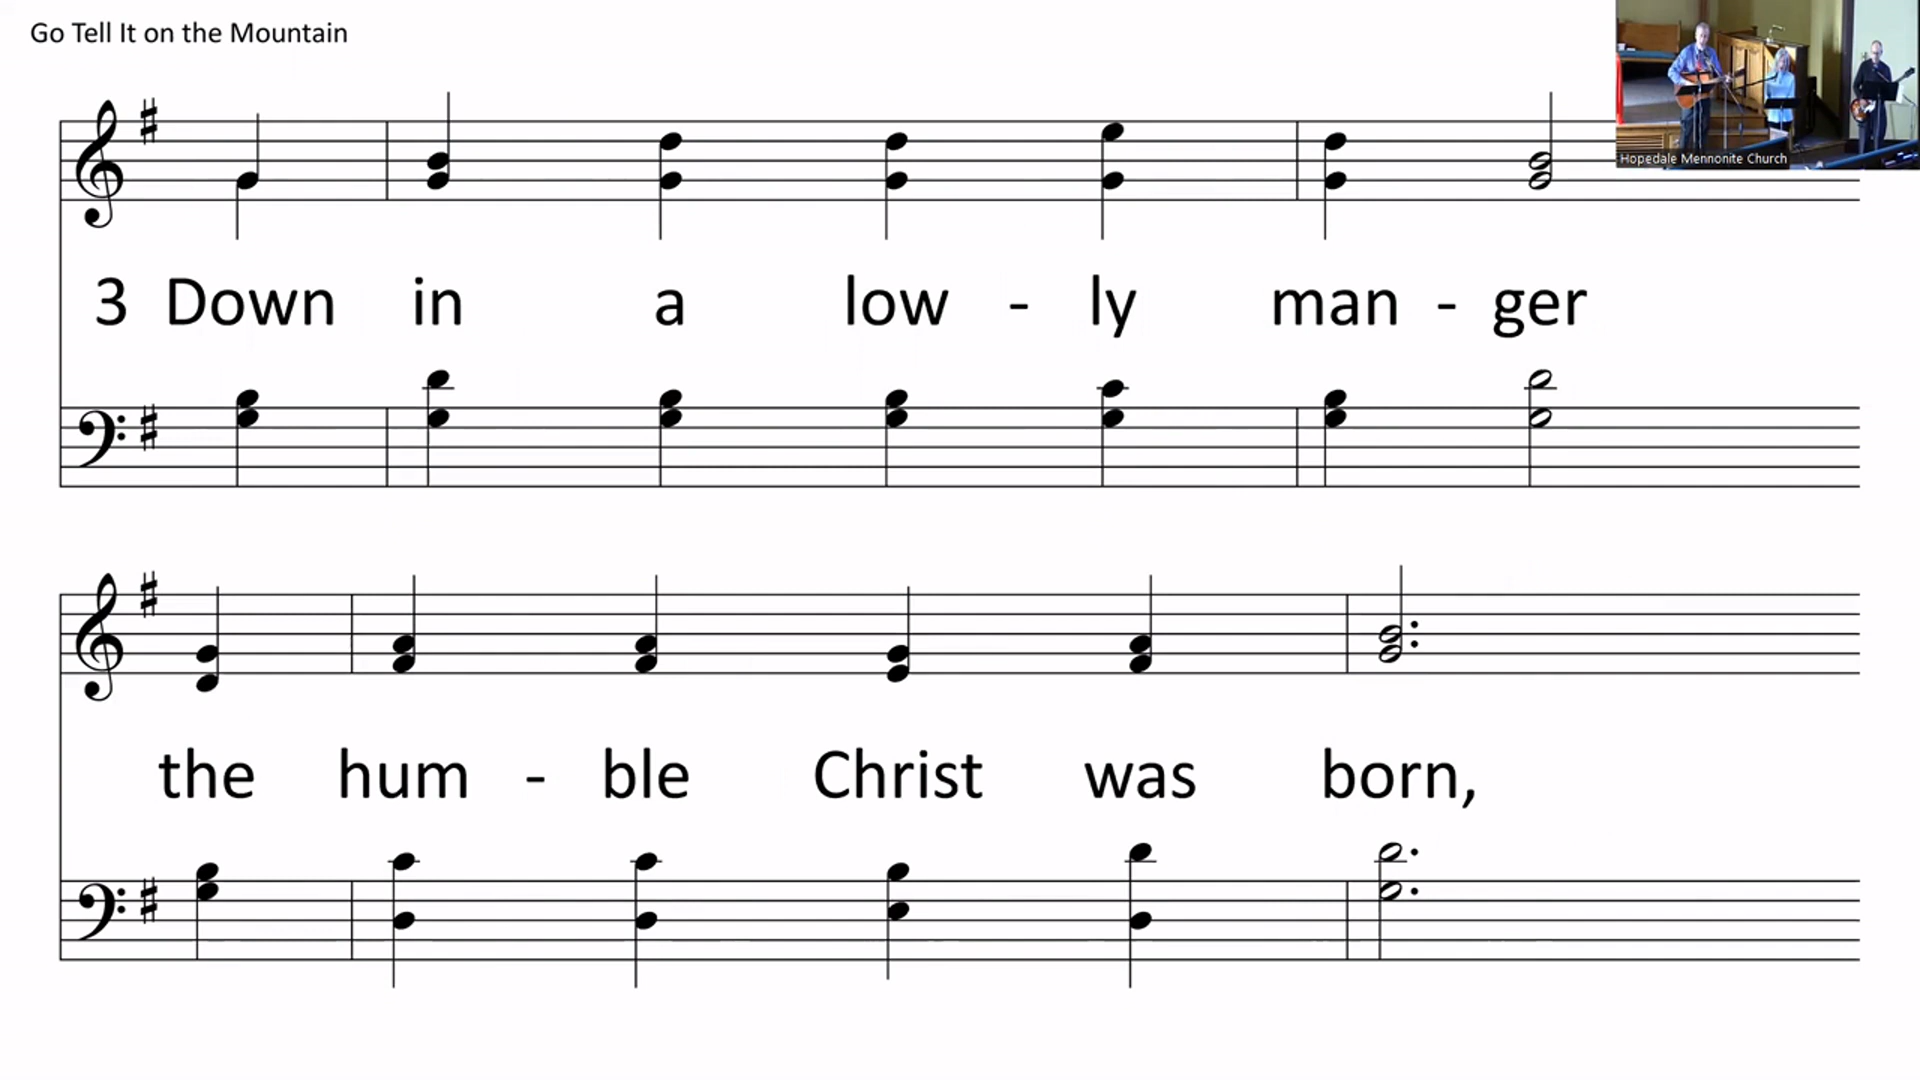 Go Tell It on the Mountain
Hopedale Mennonite Church
3 Down in a low - ly man - ger
the hum - ble Christ was born,